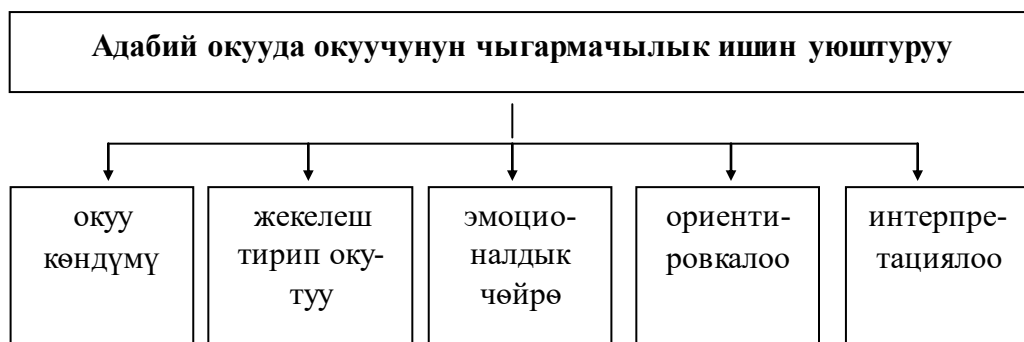 Адабий окууда окуучунун чыгармачылык ишин уюштуруу
окуу
көндүмү
жекелеш
тирип оку-
туу
эмоцио-
налдык
чөйрө
ориенти-
ровкалоо
интерпре-
тациялоо